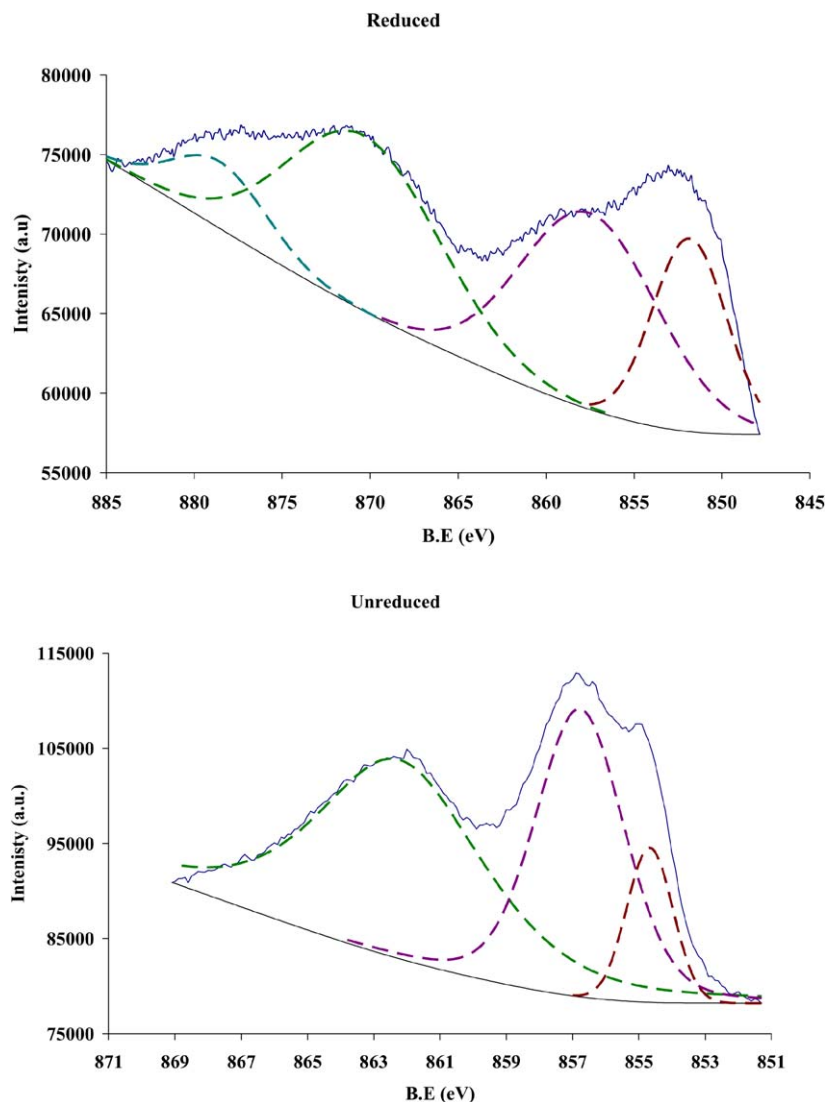 Reduced
80000
75000
70000
65000
60000
55000
Intenisty (a.u)
885 880 875 870 865 860 855 850 845
B.E (eV)
Unreduced
115000
105000
95000
85000
75000
Intenisty (a.u.)
871 869 867 865 863 861 859 857 855 853 851
B.E (eV)